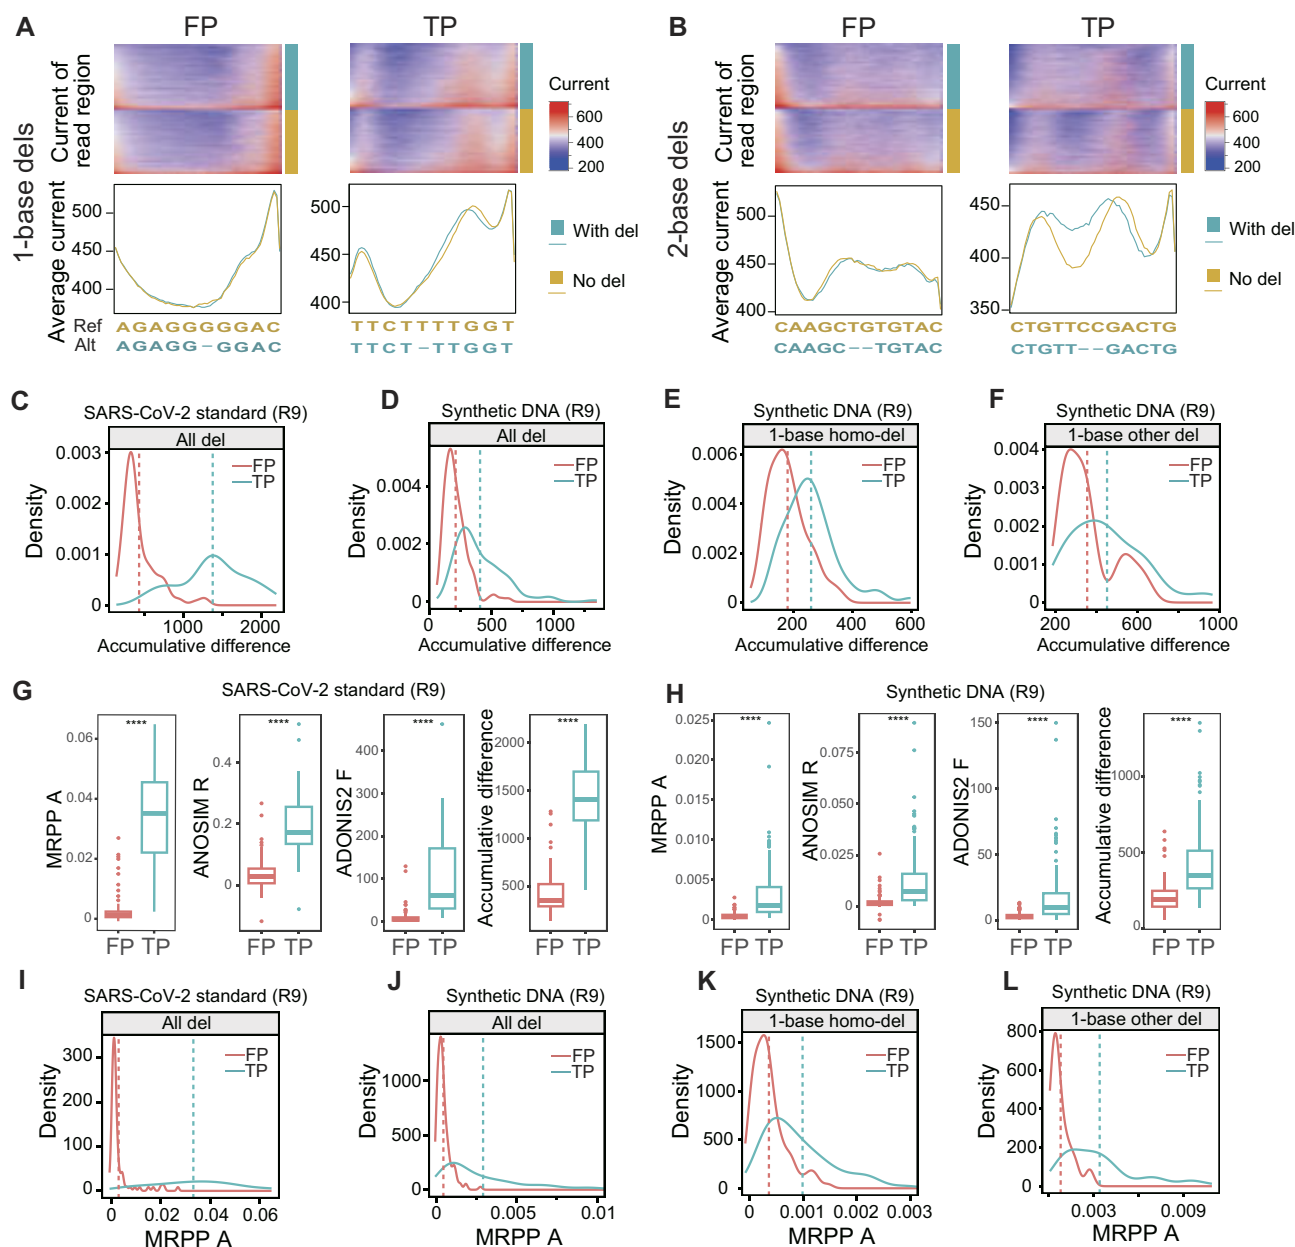 A
FP
TP
1-base dels
Current of
read region
Current
600
400
200
Average current
500
450
400
500
450
400
With del
No del
Ref
AGAGGGGGAC
Alt
AGAGG-GGAC
TTCTTTTGGT
TTCT-TTGGT
B
FP
TP
2-base dels
Current of
read region
Current
600
400
200
Average current
500
450
400
450
400
350
With del
No del
CAAGCTGTGTAC
CAAGC--TGTAC
CTGTTCCGACTG
CTGTT--GACTG
C
SARS-CoV-2 standard (R9)
All del
FP
TP
Density
0.003
0.002
0.001
0
1000
2000
Accumulative difference
D
Synthetic DNA (R9)
All del
FP
TP
Density
0.004
0.002
0
0
500
1000
Accumulative difference
E
Synthetic DNA (R9)
1-base homo-del
FP
TP
Density
0.006
0.004
0.002
0
200
400
600
Accumulative difference
F
Synthetic DNA (R9)
1-base other del
FP
TP
Density
0.004
0.003
0.002
0.001
0
200
600
1000
Accumulative difference
G
SARS-CoV-2 standard (R9)
MRPP A
0.06
0.04
0.02
0
****
FP TP
ANOSIM R
0.4
0.2
0
****
FP TP
ADONIS2 F
400
300
200
100
0
****
FP TP
Accumulative difference
2000
1500
1000
500
****
FP TP
H
Synthetic DNA (R9)
MRPP A
0.025
0.020
0.015
0.010
0.005
0
****
FP TP
ANOSIM R
0.075
0.050
0.025
0
****
FP TP
ADONIS2 F
150
100
50
0
****
FP TP
Accumulative difference
1000
500
0
****
FP TP
I
SARS-CoV-2 standard (R9)
All del
FP
TP
Density
300
200
100
0
0
0.02
0.04
0.06
MRPP A
J
Synthetic DNA (R9)
All del
FP
TP
Density
1000
500
0
0
0.005
0.01
MRPP A
K
Synthetic DNA (R9)
1-base homo-del
FP
TP
Density
1500
1000
500
0
0
0.001
0.002
0.003
MRPP A
L
Synthetic DNA (R9)
1-base other del
FP
TP
Density
800
600
400
200
0
0.003
0.009
MRPP A